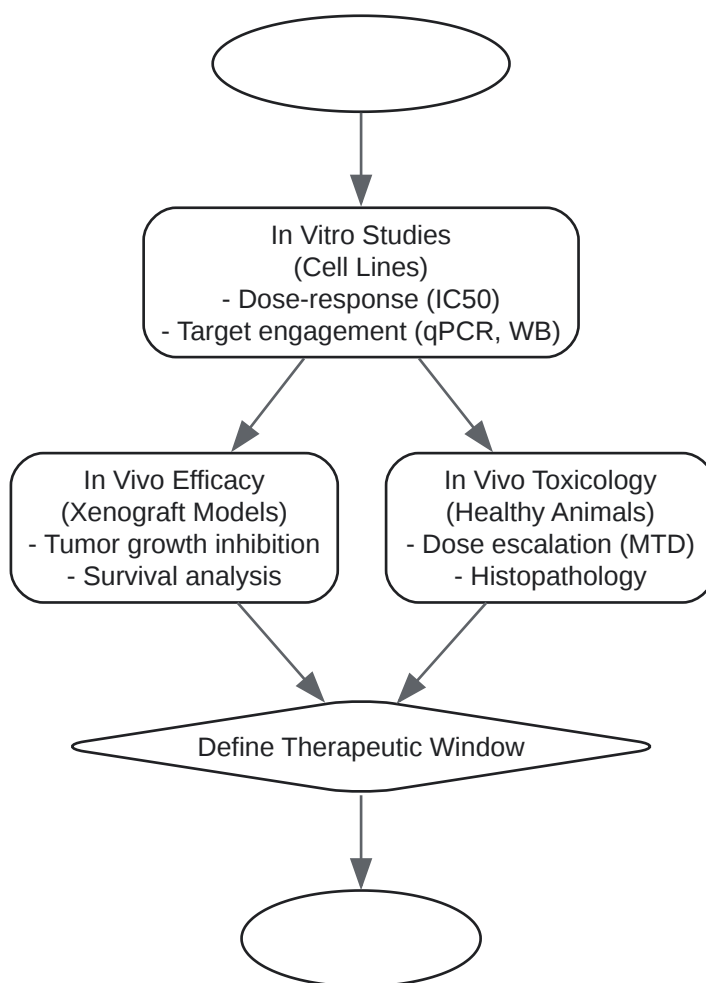 In Vitro Studies
(Cell Lines)
- Dose-response (IC50)
- Target engagement (qPCR, WB)
In Vivo Efficacy
(Xenograft Models)
- Tumor growth inhibition
- Survival analysis
In Vivo Toxicology
(Healthy Animals)
- Dose escalation (MTD)
- Histopathology
Define Therapeutic Window